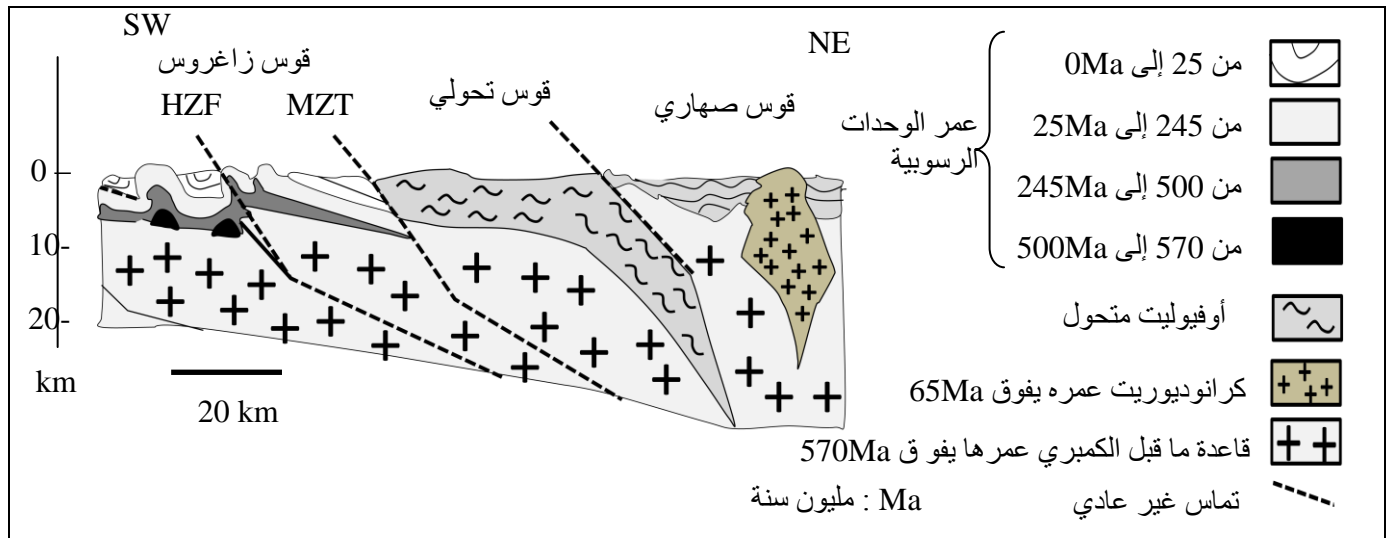 SW
NE
قوس زاغروس
HZF
MZT
قوس تحولي
قوس صهاري
0
10-
20-
km
20 km
عمر الوحدات
الرسوبية
من 25 إلى 0Ma
من 245 إلى 25Ma
من 500 إلى 245Ma
من 570 إلى 500Ma
أوفيوليت متحول
كرانوديوريت عمره يفوق 65Ma
قاعدة ما قبل الكمبري عمرها يفو ق 570Ma
تماس غير عادي
Ma : مليون سنة